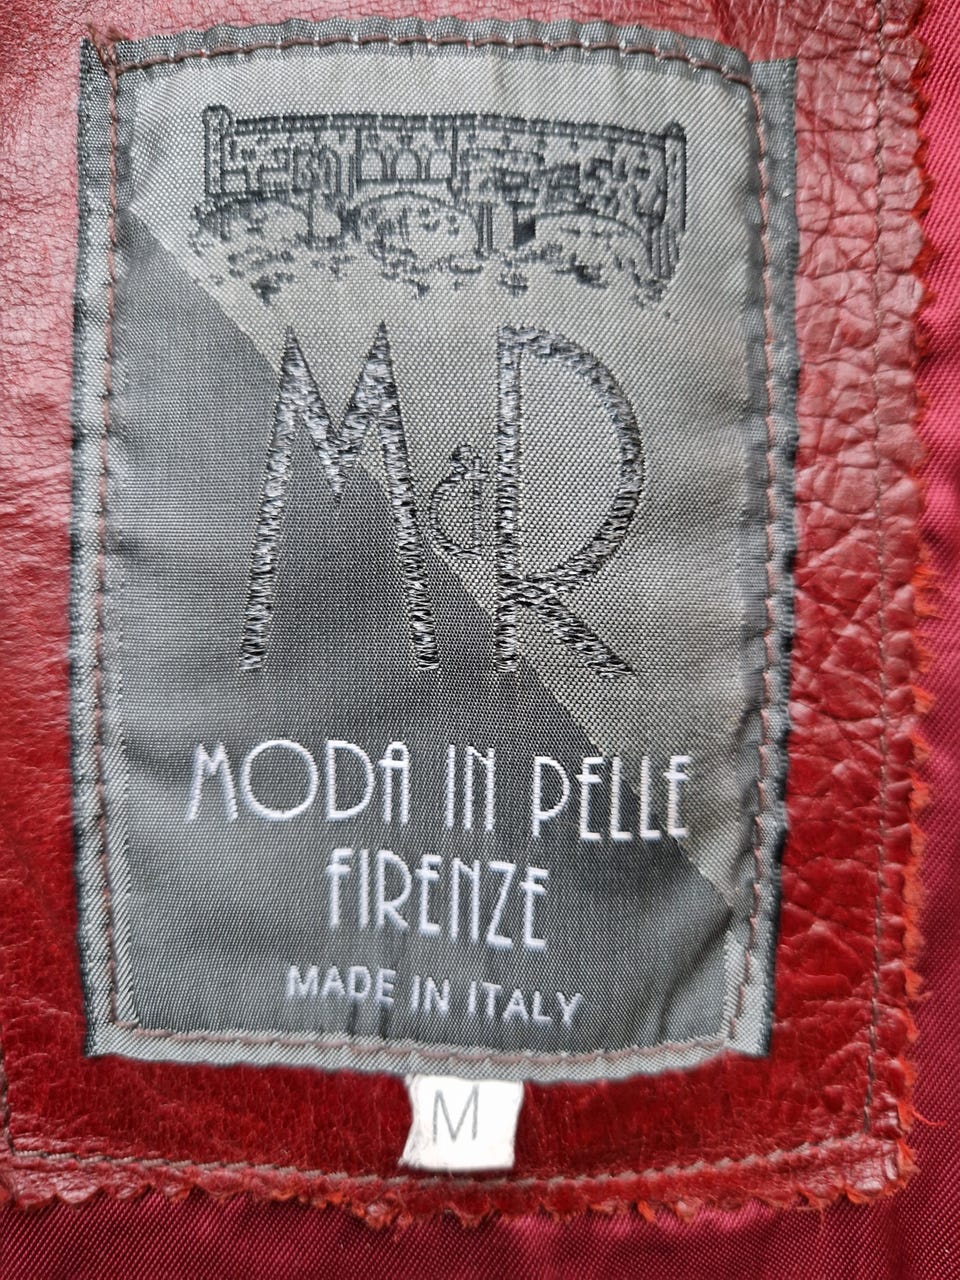 M&R
MODA IN PELLE
FIRENZE
MADE IN ITALY
M